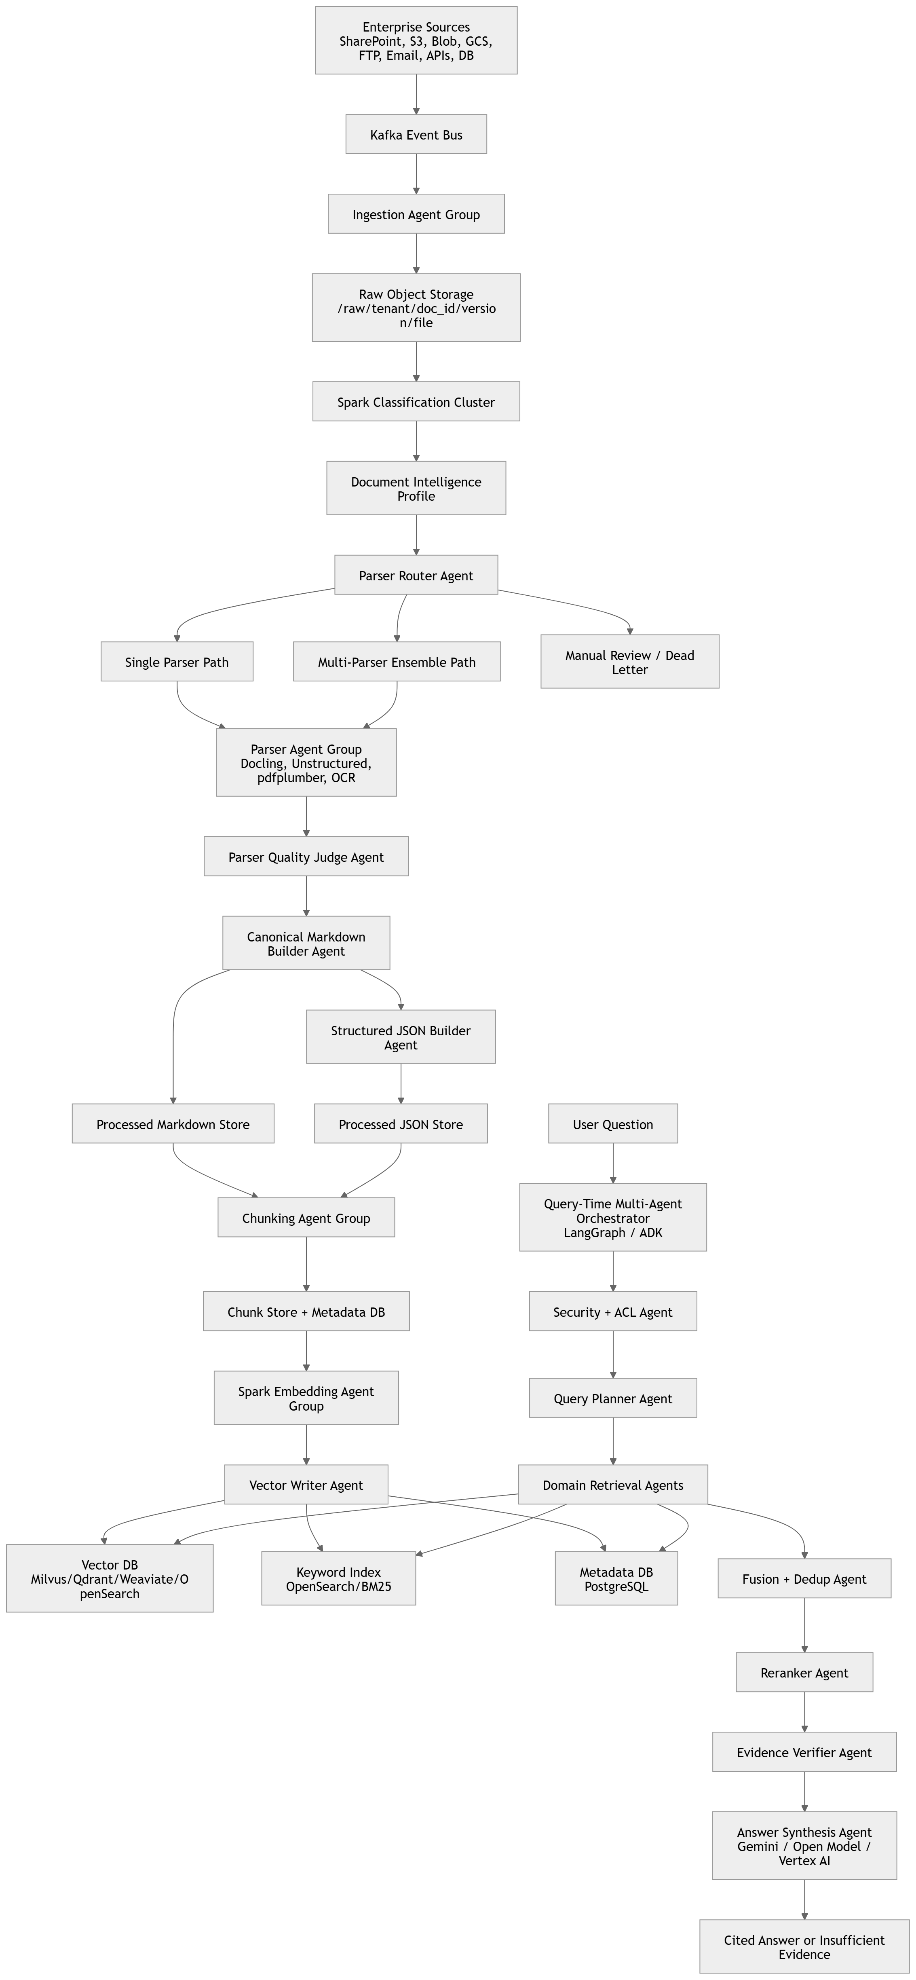 Enterprise Sources
SharePoint, S3, Blob, GCS,
FTP, Email, APIs, DB
Kafka Event Bus
Ingestion Agent Group
Raw Object Storage
/raw/tenant/doc_id/versio
n/file
Spark Classification Cluster
Document Intelligence
Profile
Parser Router Agent
Single Parser Path
Multi-Parser Ensemble Path
Manual Review / Dead
Letter
Parser Agent Group
Docling, Unstructured,
pdfplumber, OCR
Parser Quality Judge Agent
Canonical Markdown
Builder Agent
Structured JSON Builder
Agent
Processed Markdown Store
Processed JSON Store
User Question
Chunking Agent Group
Query-Time Multi-Agent
Orchestrator
LangGraph / ADK
Chunk Store + Metadata DB
Security + ACL Agent
Spark Embedding Agent
Group
Query Planner Agent
Vector Writer Agent
Domain Retrieval Agents
Vector DB
Milvus/Qdrant/Weaviate/O
penSearch
Keyword Index
OpenSearch/BM25
Metadata DB
PostgreSQL
Fusion + Dedup Agent
Reranker Agent
Evidence Verifier Agent
Answer Synthesis Agent
Gemini / Open Model /
Vertex AI
Cited Answer or Insufficient
Evidence